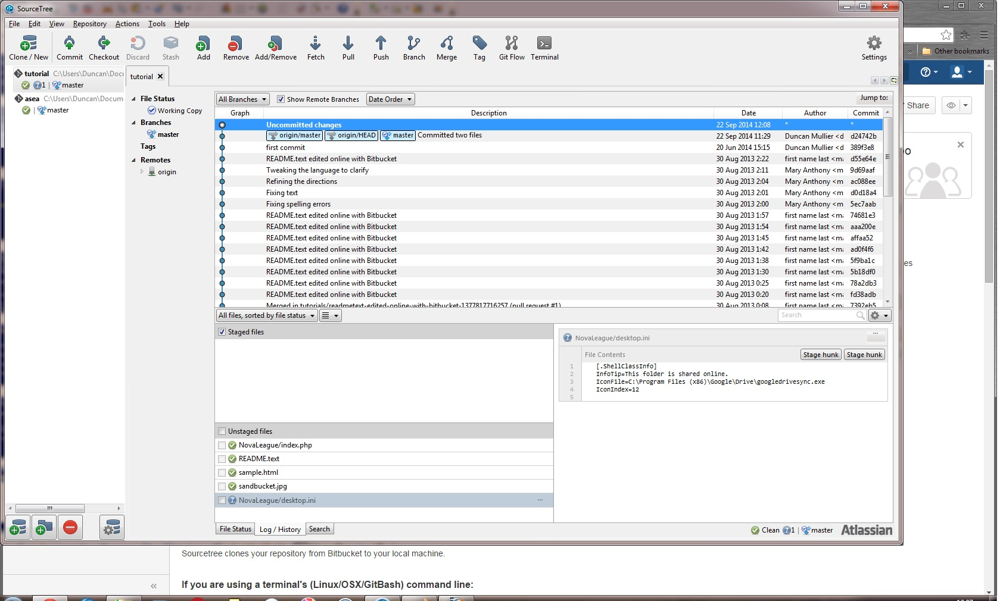 SourceTree
File Edit View Repository Actions Tools Help
Clone / New Commit Checkout Discard Stash Add Remove Add/Remove Fetch Pull Push Branch Merge Tag Git Flow Terminal Settings
Other bookmarks
tutorial C:\Users\Duncan\Docu
1 | master
asea C:\Users\Duncan\Docum
| master
tutorial
File Status
Working Copy
Branches
master
Tags
Remotes
origin
All Branches Show Remote Branches Date Order Jump to:
Graph Description Date Author Commit
Uncommitted changes 22 Sep 2014 12:08 * *
origin/master origin/HEAD master Committed two files 22 Sep 2014 11:29 Duncan Mullier <d d24742b
first commit 20 Jun 2014 15:15 Duncan Mullier <d 389f3e8
README.text edited online with Bitbucket 30 Aug 2013 2:22 first name last <ma d55e64e
Tweaking the language to clarify 30 Aug 2013 2:11 Mary Anthony <m 9d69aaf
Refining the directions 30 Aug 2013 2:04 Mary Anthony <m ac088ee
Fixing text 30 Aug 2013 2:01 Mary Anthony <m d0d18a4
Fixing spelling errors 30 Aug 2013 2:00 Mary Anthony <m 5ec7aab
README.text edited online with Bitbucket 30 Aug 2013 1:57 first name last <ma 74681e3
README.text edited online with Bitbucket 30 Aug 2013 1:54 first name last <ma aaa200e
README.text edited online with Bitbucket 30 Aug 2013 1:45 first name last <ma affaa52
README.text edited online with Bitbucket 30 Aug 2013 1:42 first name last <ma ad0f4f6
README.text edited online with Bitbucket 30 Aug 2013 1:38 first name last <ma 5f9ba1c
README.text edited online with Bitbucket 30 Aug 2013 1:30 first name last <ma 5b18df0
README.text edited online with Bitbucket 30 Aug 2013 0:25 first name last <ma 78a2db3
README.text edited online with Bitbucket 30 Aug 2013 0:20 first name last <ma fd38adb
Merged in tutorials/readmetext-edited-online-with-bitbucket-1377817716257 (pull request #1) 30 Aug 2013 0:08 first name last <ma 7392eb5
All files, sorted by file status Search
Staged files
Unstaged files
NovaLeague/index.php
README.text
sample.html
sandbucket.jpg
NovaLeague/desktop.ini ...
NovaLeague/desktop.ini ...
File Contents Stage hunk Stage hunk
1 [.ShellClassInfo]
2 InfoTip=This folder is shared online.
3 IconFile=C:\Program Files (x86)\Google\Drive\googledrivesync.exe
4 IconIndex=12
5
File Status Log / History Search
Clean 1 | master Atlassian
Share
o
es
Sourcetree clones your repository from Bitbucket to your local machine.
If you are using a terminal's (Linux/OSX/GitBash) command line: